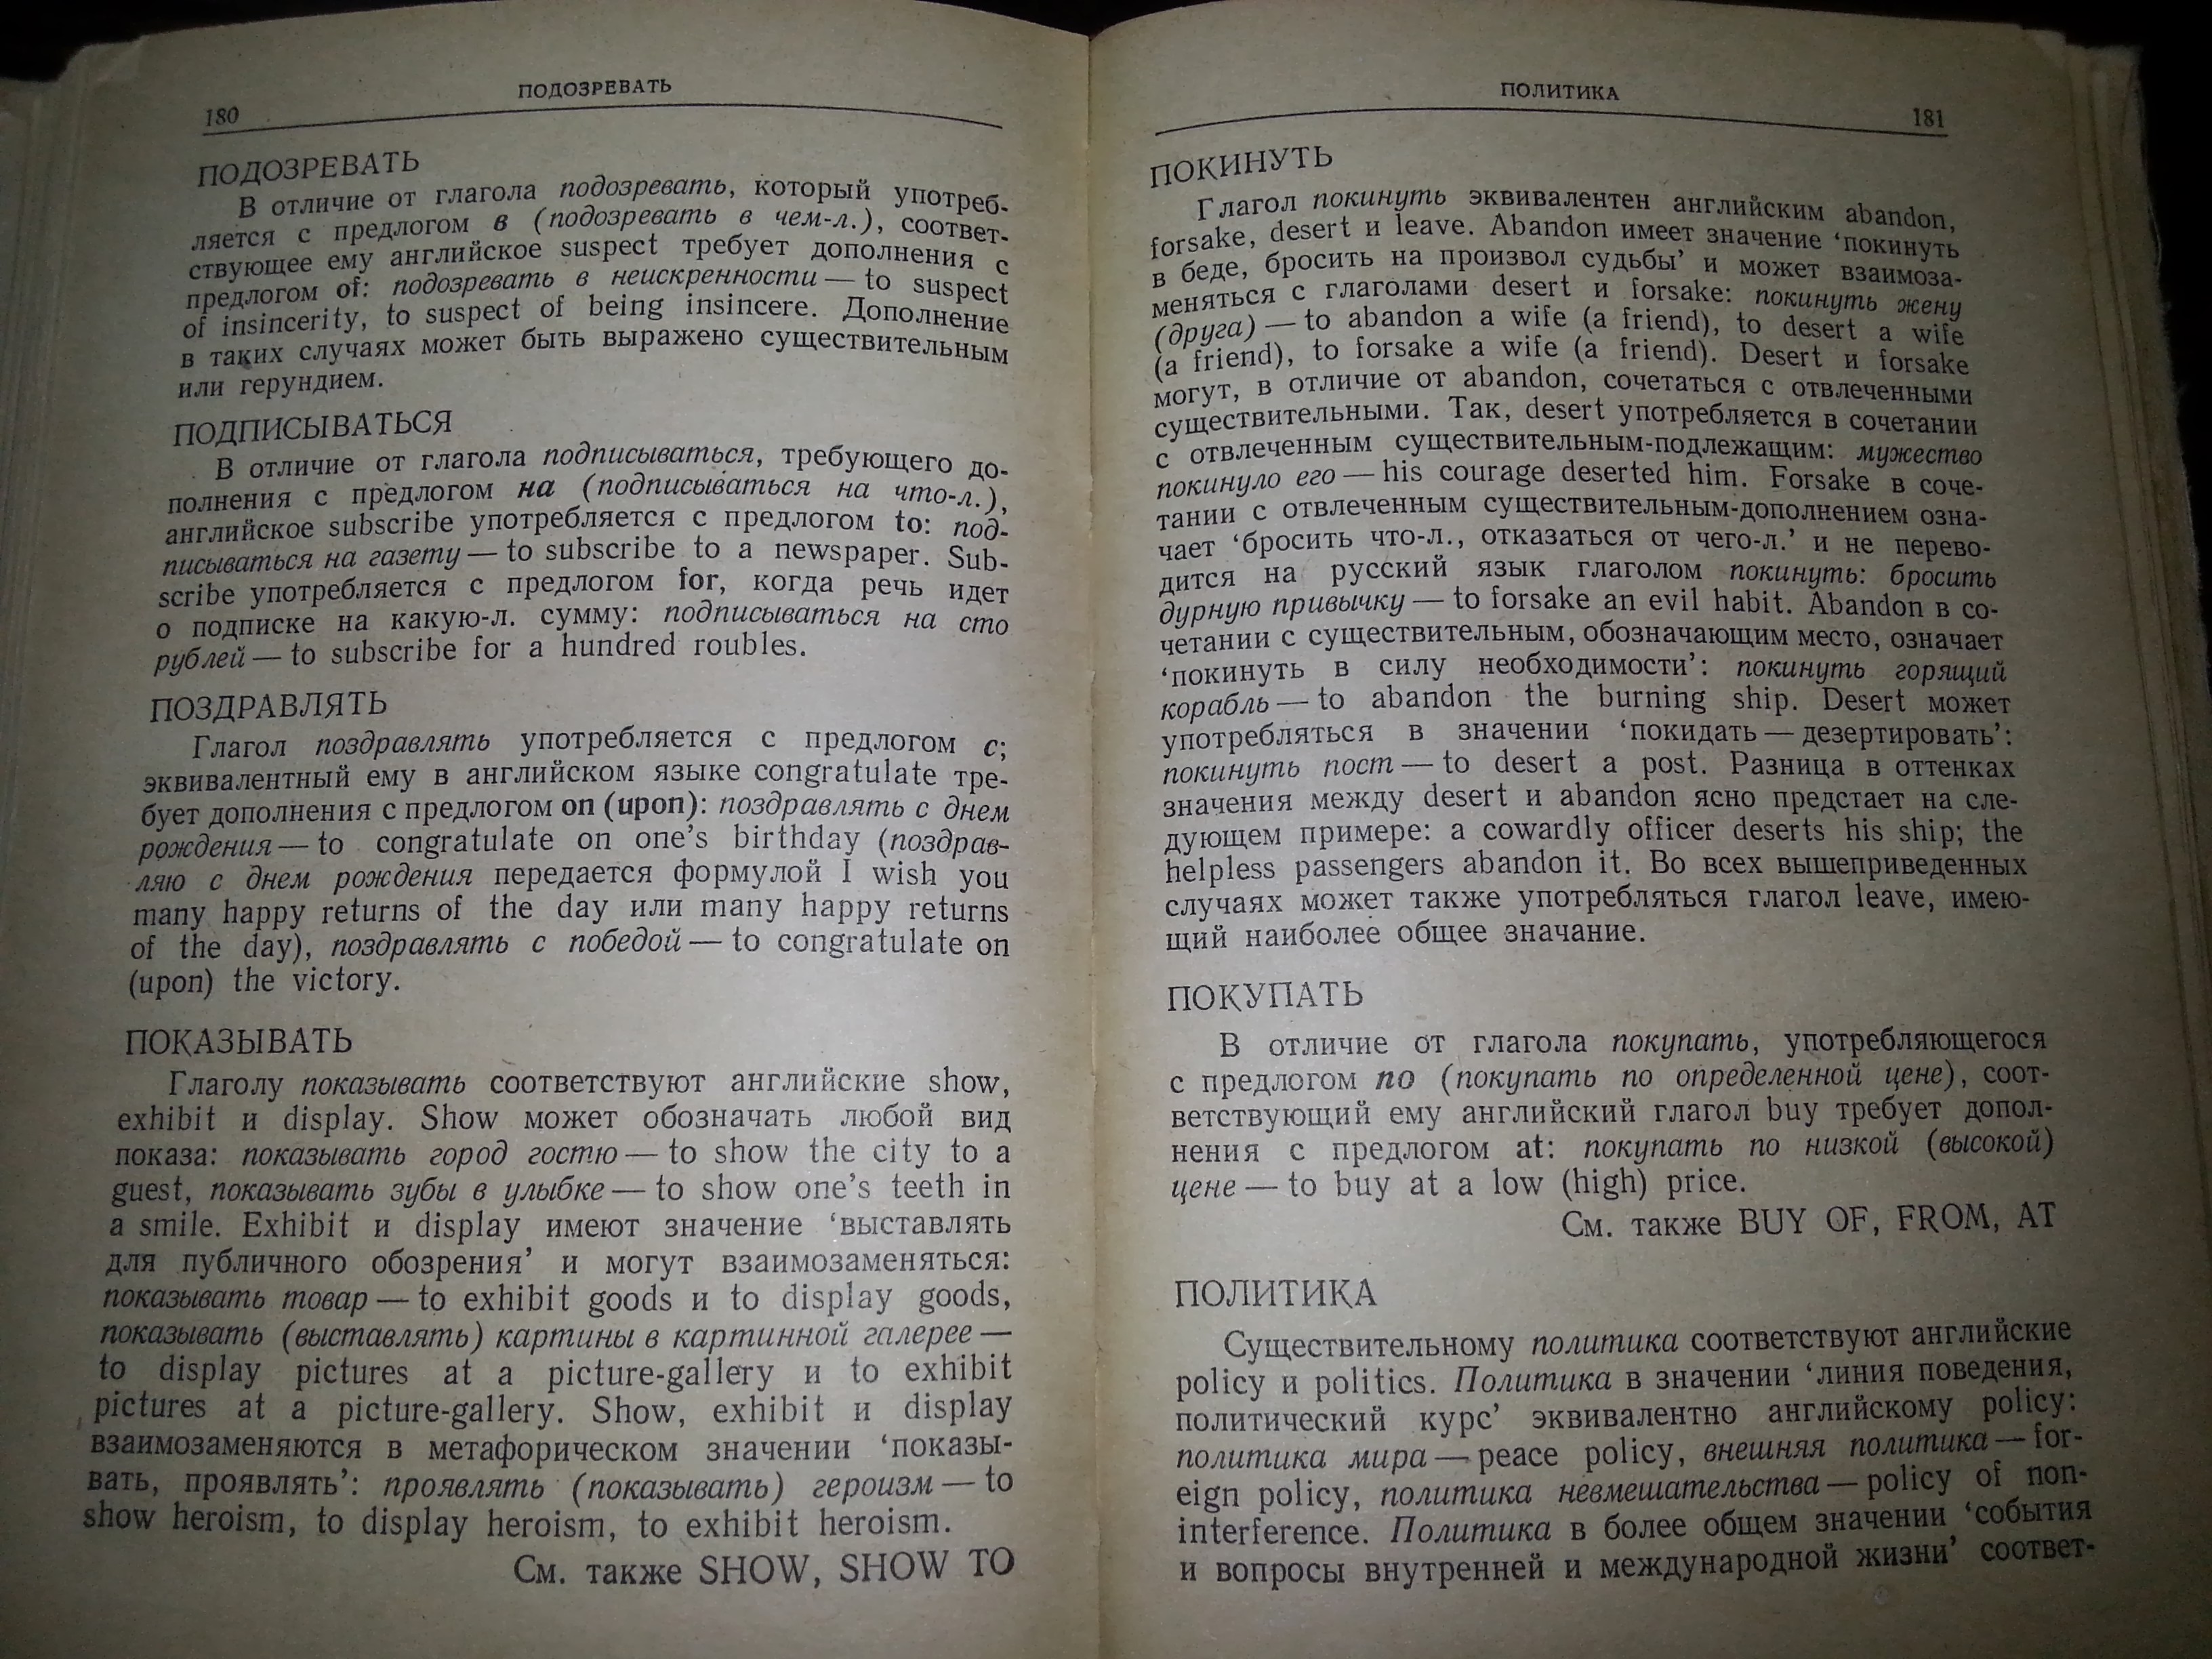 180
ПОДОЗРЕВАТЬ
ПОДОЗРЕВАТЬ
В отличие от глагола подозревать, который употреб-
ляется с предлогом в (подозревать в чем-л.), соответ-
ствующее ему английское suspect требует дополнения с
предлогом of: подозревать в неискренности — to suspect
of insincerity, to suspect of being insincere. Дополнение
в таких случаях может быть выражено существительным
или герундием.
ПОДПИСЫВАТЬСЯ
В отличие от глагола подписываться, требующего до-
полнения с предлогом на (подписываться на что-л.),
английское subscribe употребляется с предлогом to: под-
писываться на газету — to subscribe to a newspaper. Sub-
scribe употребляется с предлогом for, когда речь идет
о подписке на какую-л. сумму: подписываться на сто
рублей — to subscribe for a hundred roubles.
ПОЗДРАВЛЯТЬ
Глагол поздравлять употребляется с предлогом с;
эквивалентный ему в английском языке congratulate тре-
бует дополнения с предлогом on (upon): поздравлять с днем
рождения — to congratulate on one's birthday (поздрав-
ляю с днем рождения передается формулой I wish you
many happy returns of the day или many happy returns
of the day), поздравлять с победой — to congratulate on
(upon) the victory.
ПОКАЗЫВАТЬ
Глаголу показывать соответствуют английские show,
exhibit и display. Show может обозначать любой вид
показа: показывать город гостю — to show the city to a
guest, показывать зубы в улыбке — to show one's teeth in
a smile. Exhibit и display имеют значение ‘выставлять
для публичного обозрения’ и могут взаимозаменяться:
показывать товар — to exhibit goods и to display goods,
показывать (выставлять) картины в картинной галерее —
to display pictures at a picture-gallery и to exhibit
pictures at a picture-gallery. Show, exhibit и display
взаимозаменяются в метафорическом значении ‘показы-
вать, проявлять’: проявлять (показывать) героизм — to
show heroism, to display heroism, to exhibit heroism.
См. также SHOW, SHOW TO
ПОЛИТИКА
181
ПОКИНУТЬ
Глагол покинуть эквивалентен английским abandon,
forsake, desert и leave. Abandon имеет значение ‘покинуть
в беде, бросить на произвол судьбы’ и может взаимоза-
меняться с глаголами desert и forsake: покинуть жену
(друга) — to abandon a wife (a friend), to desert a wife
(a friend), to forsake a wife (a friend). Desert и forsake
могут, в отличие от abandon, сочетаться с отвлеченными
существительными. Так, desert употребляется в сочетании
с отвлеченным существительным-подлежащим: мужество
покинуло его — his courage deserted him. Forsake в соче-
тании с отвлеченным существительным-дополнением озна-
чает ‘бросить что-л., отказаться от чего-л.’ и не перево-
дится на русский язык глаголом покинуть: бросить
дурную привычку — to forsake an evil habit. Abandon в со-
четании с существительным, обозначающим место, означает
‘покинуть в силу необходимости’: покинуть горящий
корабль — to abandon the burning ship. Desert может
употребляться в значении ‘покидать — дезертировать’:
покинуть пост — to desert a post. Разница в оттенках
значения между desert и abandon ясно предстает на сле-
дующем примере: a cowardly officer deserts his ship; the
helpless passengers abandon it. Во всех вышеприведенных
случаях может также употребляться глагол leave, имею-
щий наиболее общее значание.
ПОКУПАТЬ
В отличие от глагола покупать, употребляющегося
с предлогом по (покупать по определенной цене), соот-
ветствующий ему английский глагол buy требует допол-
нения с предлогом at: покупать по низкой (высокой)
цене — to buy at a low (high) price.
См. также BUY OF, FROM, AT
ПОЛИТИКА
Существительному политика соответствуют английские
policy и politics. Политика в значении ‘линия поведения,
политический курс’ эквивалентно английскому policy:
политика мира — peace policy, внешняя политика — for-
eign policy, политика невмешательства — policy of non-
interference. Политика в более общем значении ‘события
и вопросы внутренней и международной жизни’ соответ-